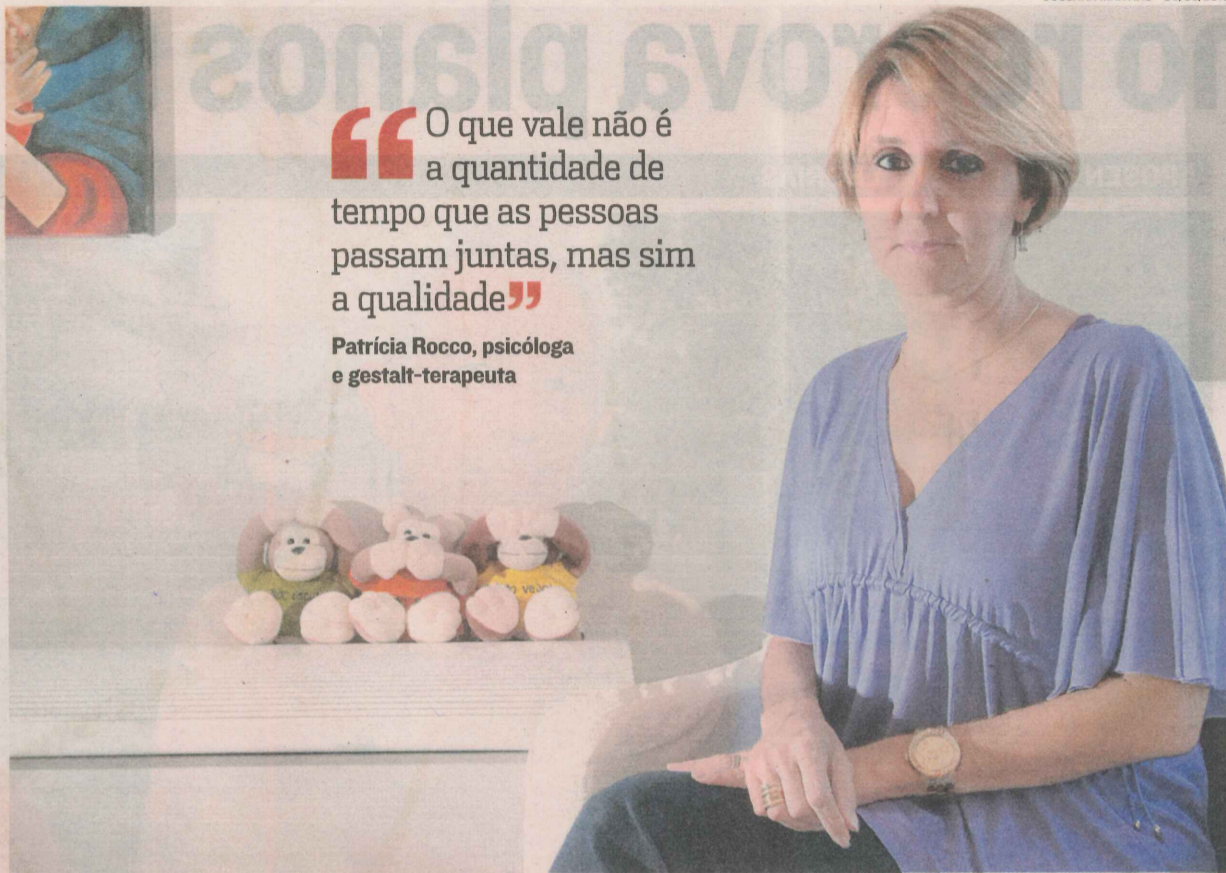 “O que vale não é
a quantidade de
tempo que as pessoas
passam juntas, mas sim
a qualidade”
Patrícia Rocco, psicóloga
e gestalt-terapeuta